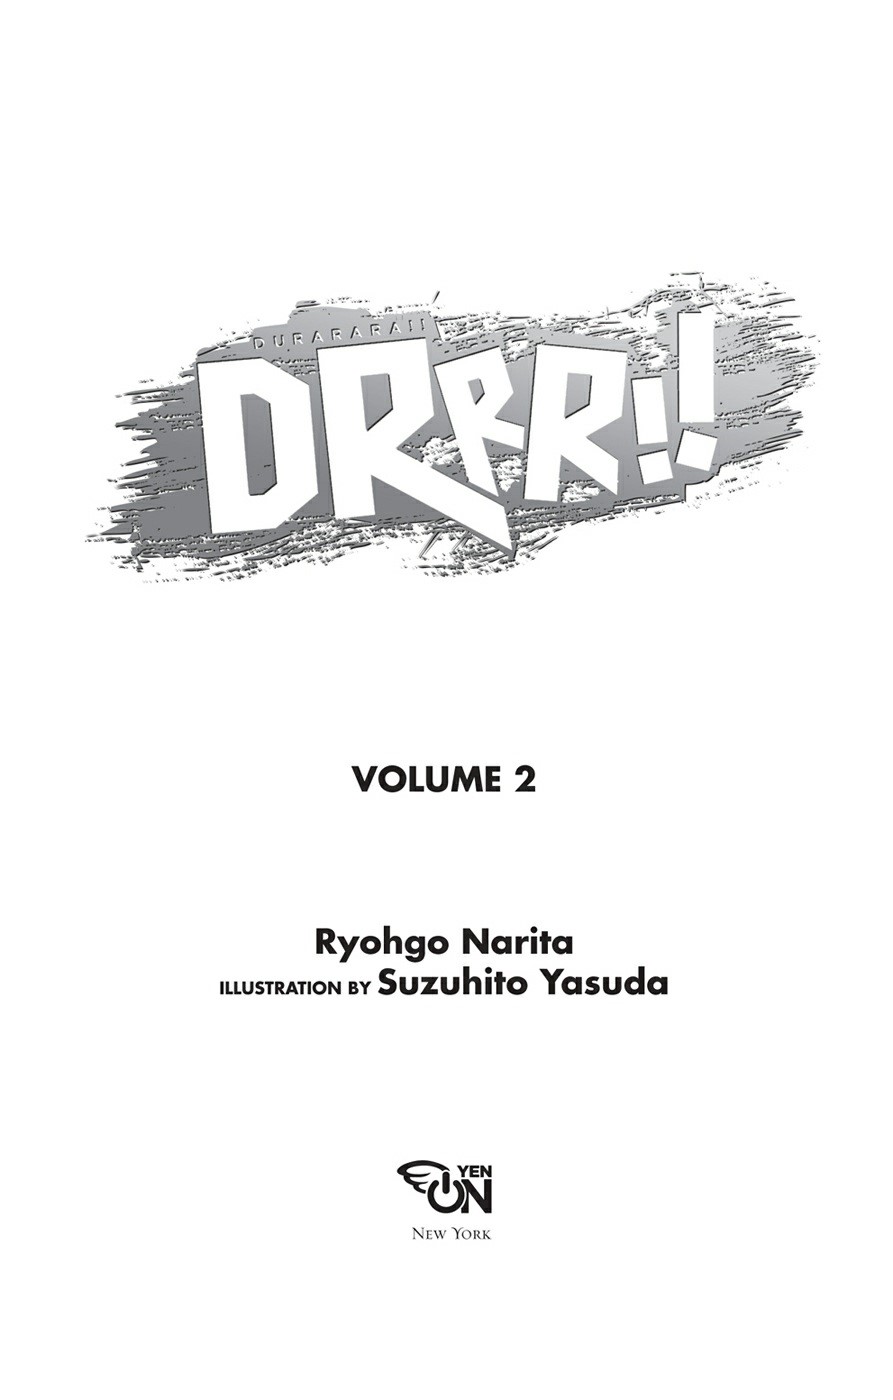 DURARARA!!
DRRR!!
VOLUME 2
Ryohgo Narita
ILLUSTRATION BY Suzuhito Yasuda
YEN
ON
NEW YORK